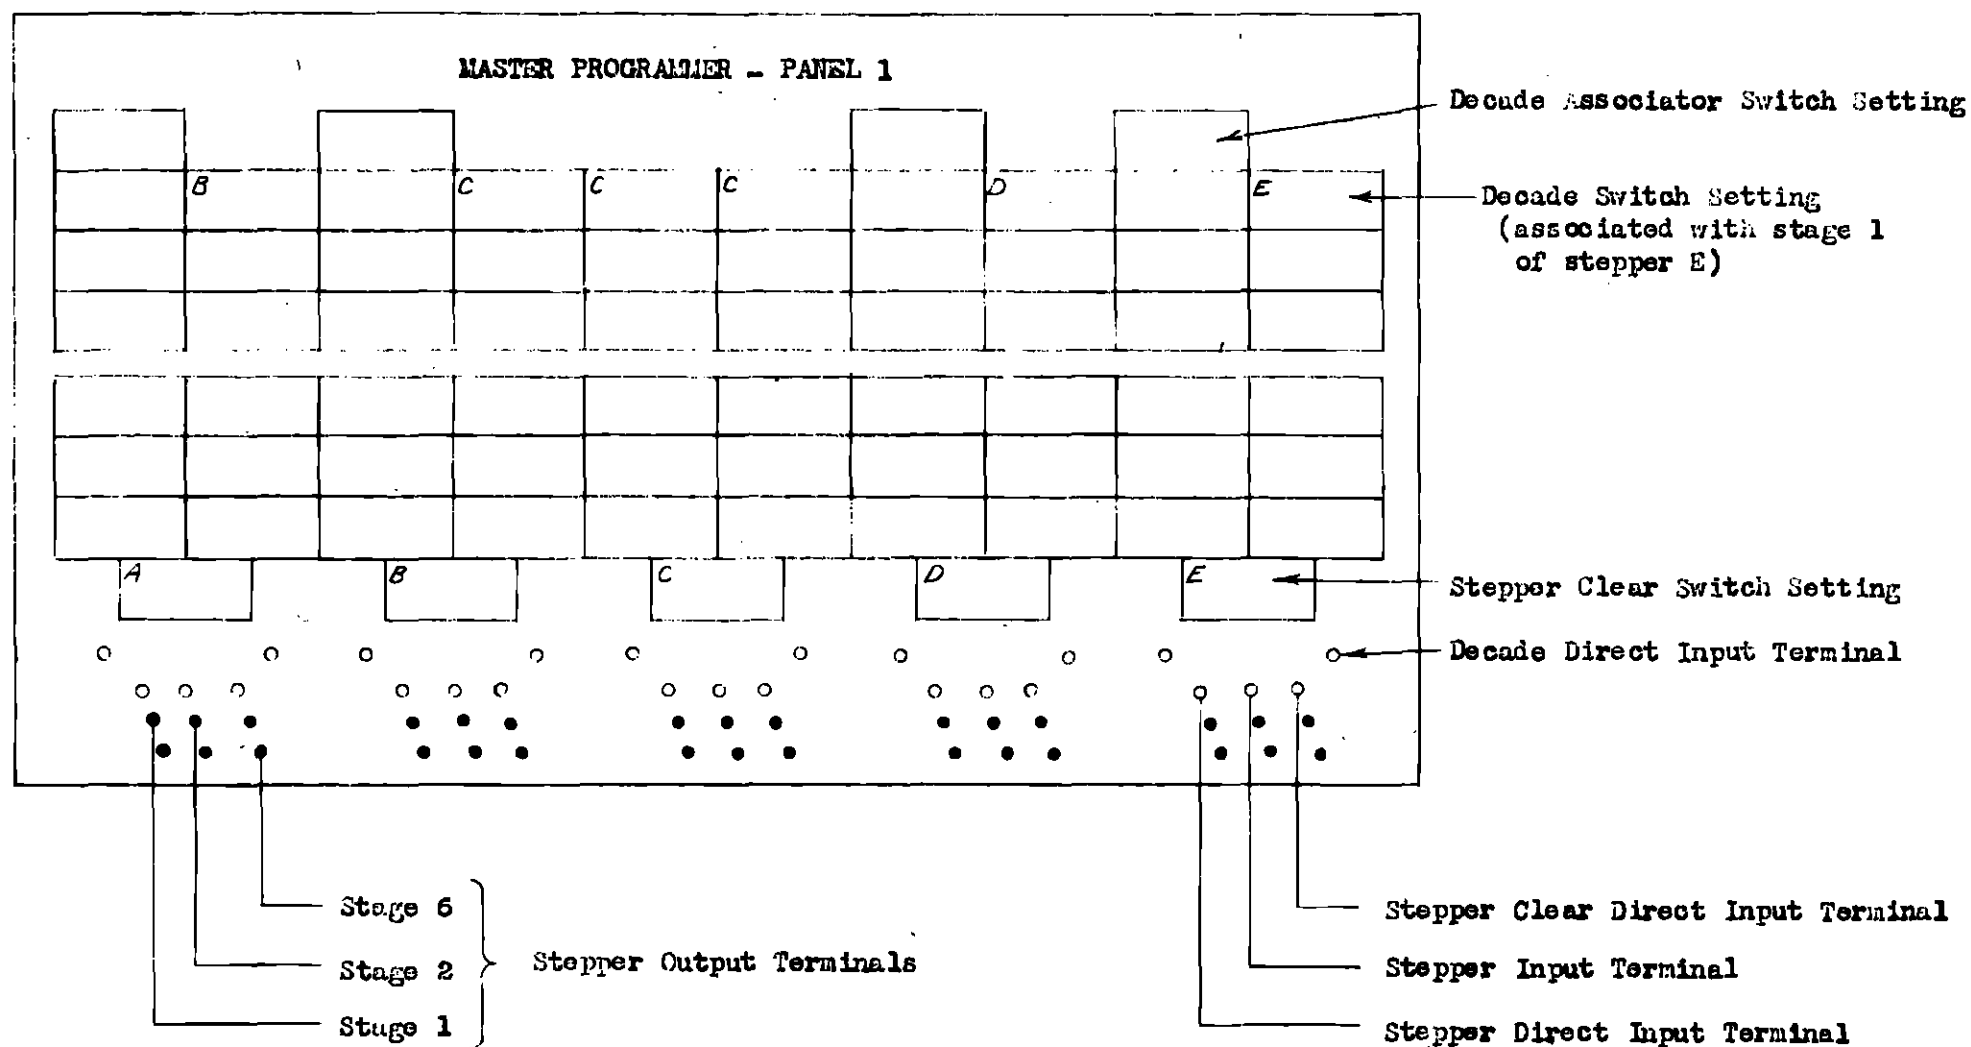 MASTER PROGRAMMER - PANEL 1
Decade Associator Switch Setting
B C C C D E
Decade Switch Setting
(associated with stage 1
of stepper E)
A B C D E
Stepper Clear Switch Setting
Decade Direct Input Terminal
Stage 6
Stage 2
Stage 1
Stepper Output Terminals
Stepper Clear Direct Input Terminal
Stepper Input Terminal
Stepper Direct Input Terminal